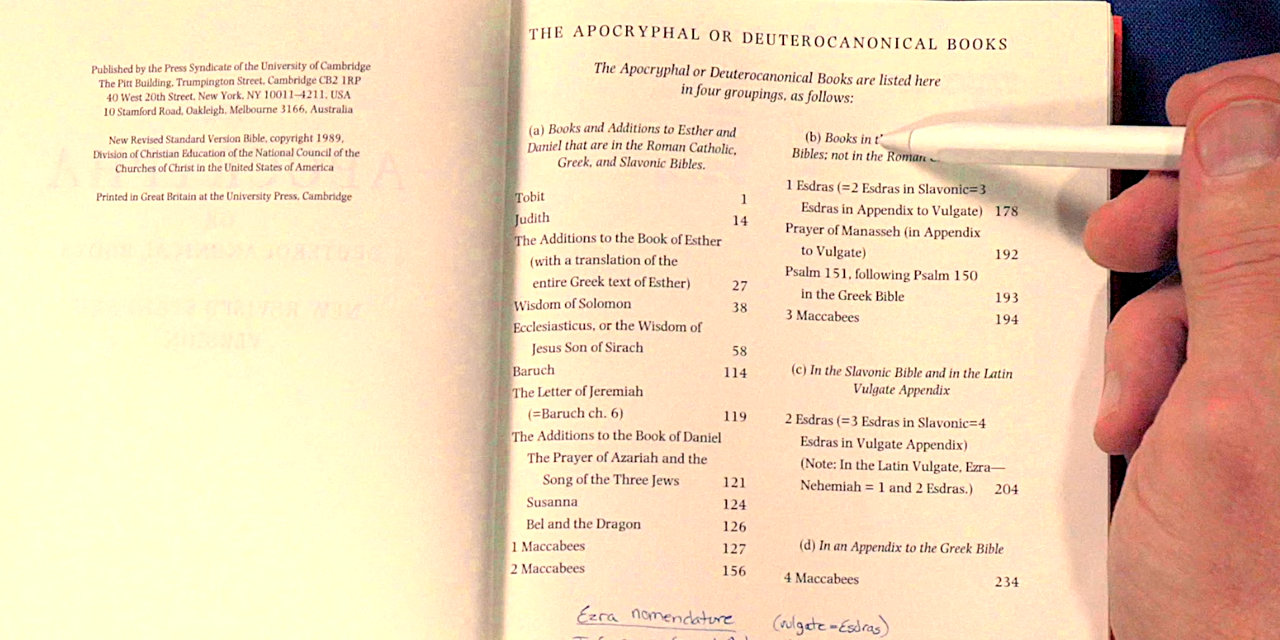 Published by the Press Syndicate of the University of Cambridge
The Pitt Building, Trumpington Street, Cambridge CB2 1RP
40 West 20th Street, New York, NY 10011–4211, USA
10 Stamford Road, Oakleigh, Melbourne 3166, Australia
New Revised Standard Version Bible, copyright 1989,
Division of Christian Education of the National Council of the
Churches of Christ in the United States of America
Printed in Great Britain at the University Press, Cambridge
THE APOCRYPHAL OR DEUTEROCANONICAL BOOKS
The Apocryphal or Deuterocanonical Books are listed here
in four groupings, as follows:
(a) Books and Additions to Esther and
Daniel that are in the Roman Catholic,
Greek, and Slavonic Bibles.
Tobit 1
Judith 14
The Additions to the Book of Esther
(with a translation of the
entire Greek text of Esther) 27
Wisdom of Solomon 38
Ecclesiasticus, or the Wisdom of
Jesus Son of Sirach 58
Baruch 114
The Letter of Jeremiah
(=Baruch ch. 6) 119
The Additions to the Book of Daniel
The Prayer of Azariah and the
Song of the Three Jews 121
Susanna 124
Bel and the Dragon 126
1 Maccabees 127
2 Maccabees 156
(b) Books in
Bibles; not in the Roman
1 Esdras (=2 Esdras in Slavonic=3
Esdras in Appendix to Vulgate) 178
Prayer of Manasseh (in Appendix
to Vulgate) 192
Psalm 151, following Psalm 150
in the Greek Bible 193
3 Maccabees 194
(c) In the Slavonic Bible and in the Latin
Vulgate Appendix
2 Esdras (=3 Esdras in Slavonic=4
Esdras in Vulgate Appendix)
(Note: In the Latin Vulgate, Ezra—
Nehemiah = 1 and 2 Esdras.) 204
(d) In an Appendix to the Greek Bible
4 Maccabees 234
Ezra nomendature (vulgate=Esdras)